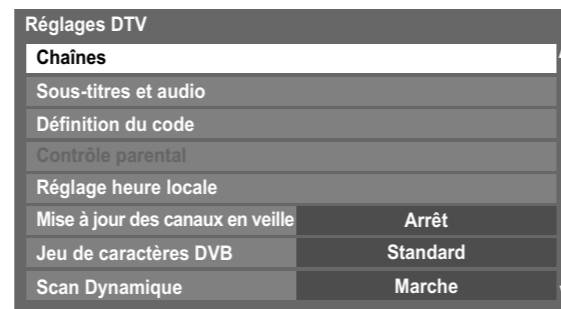 Réglages DTV
Chaînes
Sous-titres et audio
Définition du code
Contrôle parental
Réglage heure locale
Mise à jour des canaux en veille Arrêt
Jeu de caractères DVB Standard
Scan Dynamique Marche